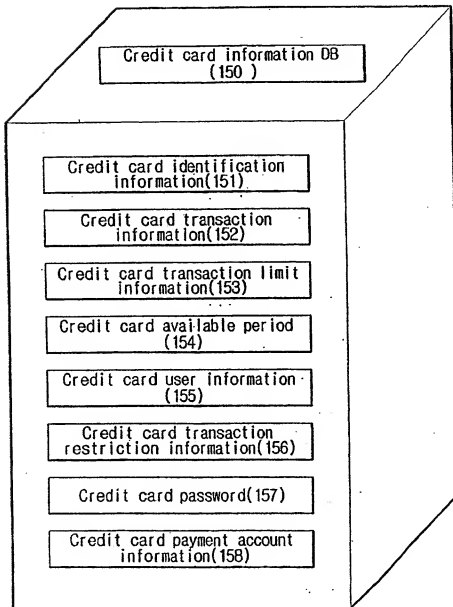 Credit card information DB
(150 )
Credit card identification
information(151)
Credit card transaction
information(152)
Credit card transaction limit
information(153)
Credit card available period
(154)
Credit card user information
(155)
Credit card transaction
restriction information(156)
Credit card password(157)
Credit card payment account
information(158)